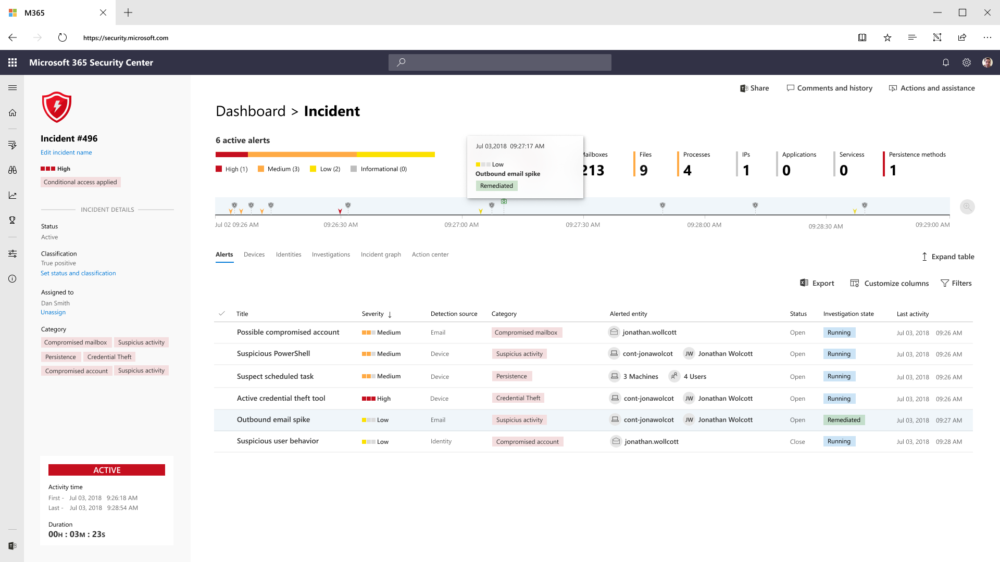 M365
https://security.microsoft.com
Microsoft 365 Security Center
Share
Comments and history
Actions and assistance
Dashboard > Incident
Incident #496
Edit incident name
High
Conditional access applied
INCIDENT DETAILS
Status
Active
Classification
True positive
Set status and classification
Assigned to
Dan Smith
Unassign
Category
Compromised mailbox Suspicius activity
Persistence Credential Theft
Compromised account Suspicius activity
ACTIVE
Activity time
First - Jul 03, 2018 9:26:18 AM
Last - Jul 03, 2018 9:28:54 AM
Duration
00H : 03M : 23S
6 active alerts
High (1) Medium (3) Low (2) Informational (0)
Jul 03,2018 09:27:17 AM
Low
Outbound email spike
Remediated
Mailboxes Files Processes IPs Applications Servicess Persistence methods
213 9 4 1 0 0 1
Jul 02 09:26 AM 09:26:30 AM 09:27:00 AM 09:27:30 AM 09:28:00 AM 09:28:30 AM 09:29:00 AM
Alerts Devices Identities Investigations Incident graph Action center
Expand table
Export Customize columns Filters
Title Severity Detection source Category Alerted entity Status Investigation state Last activity
Possible compromised account Medium Email Compromised mailbox jonathan.wollcott Open Running Jul 03, 2018 09:26 AM
Suspicious PowerShell Medium Device Suspicius activity cont-jonawolcot JW Jonathan Wolcott Open Running Jul 03, 2018 09:26 AM
Suspect scheduled task Medium Device Persistence 3 Machines 4 Users Open Running Jul 03, 2018 09:26 AM
Active credential theft tool High Device Credential Theft cont-jonawolcot JW Jonathan Wolcott Open Running Jul 03, 2018 09:26 AM
Outbound email spike Low Email Suspicius activity cont-jonawolcot JW Jonathan Wolcott Open Remediated Jul 03, 2018 09:27 AM
Suspicious user behavior Low Identity Compromised account jonathan.wollcott Close Running Jul 03, 2018 09:28 AM